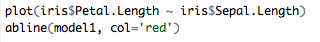 plot(iris$Petal.Length ~ iris$Sepal.Length)
abline(model1, col='red')